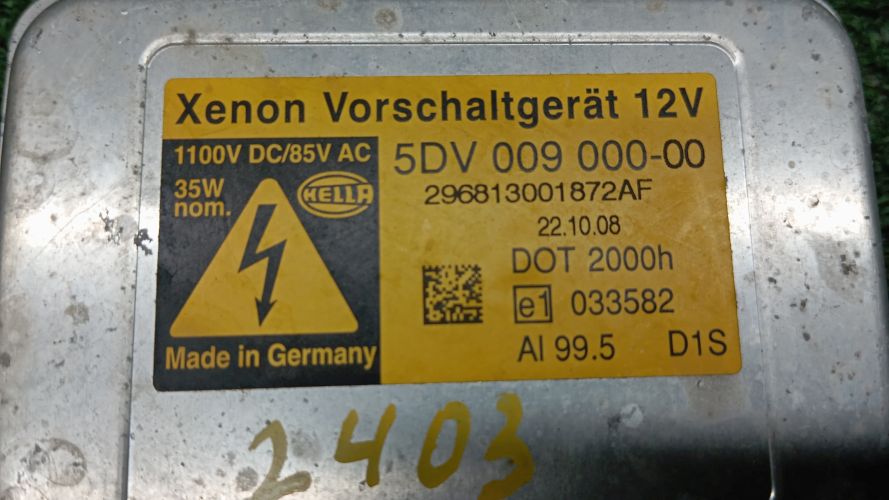 Xenon Vorschaltgerät 12V
1100V DC/85V AC
35W
nom.
HELLA
Made in Germany
5DV 009 000-00
296813001872AF
22.10.08
DOT 2000h
e1 033582
Al 99.5 D1S
2403